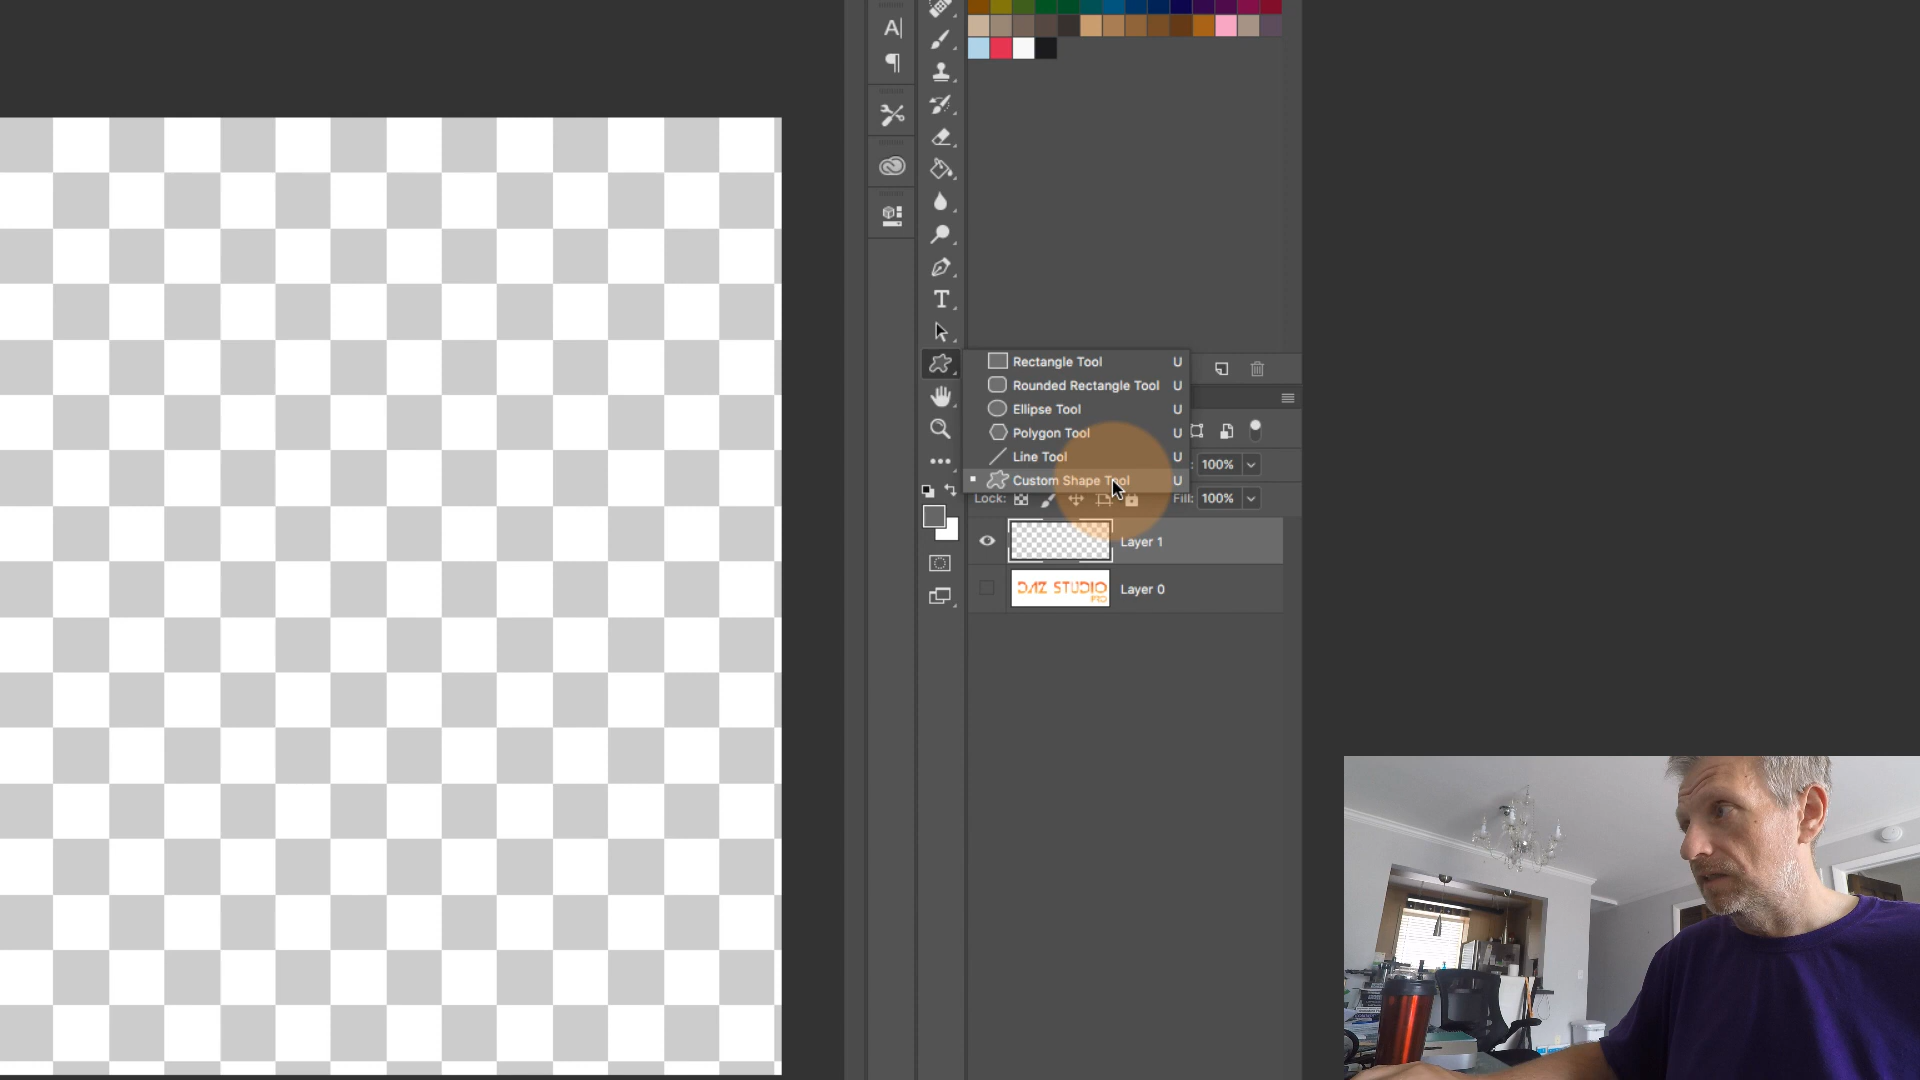 A|
¶
T
Rectangle Tool U
Rounded Rectangle Tool U
Ellipse Tool U
Polygon Tool U
Line Tool U
Custom Shape Tool U
: 100%
Lock: Fill: 100%
Layer 1
DAZ STUDIO
PRO
Layer 0